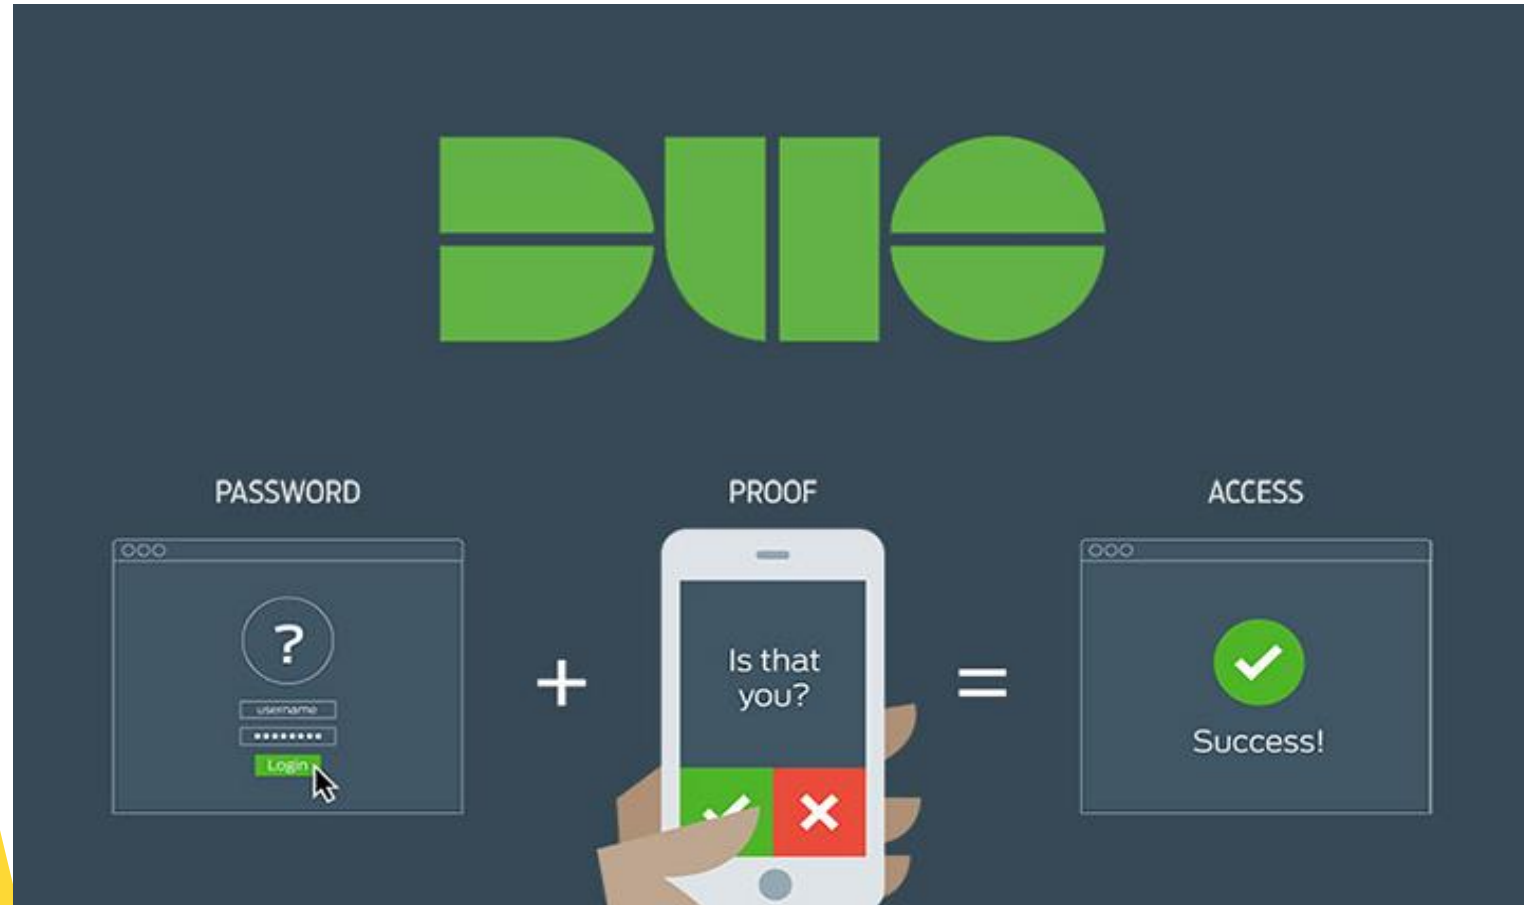 DUO
PASSWORD
PROOF
ACCESS
?
username
Login
Is that
you?
Success!